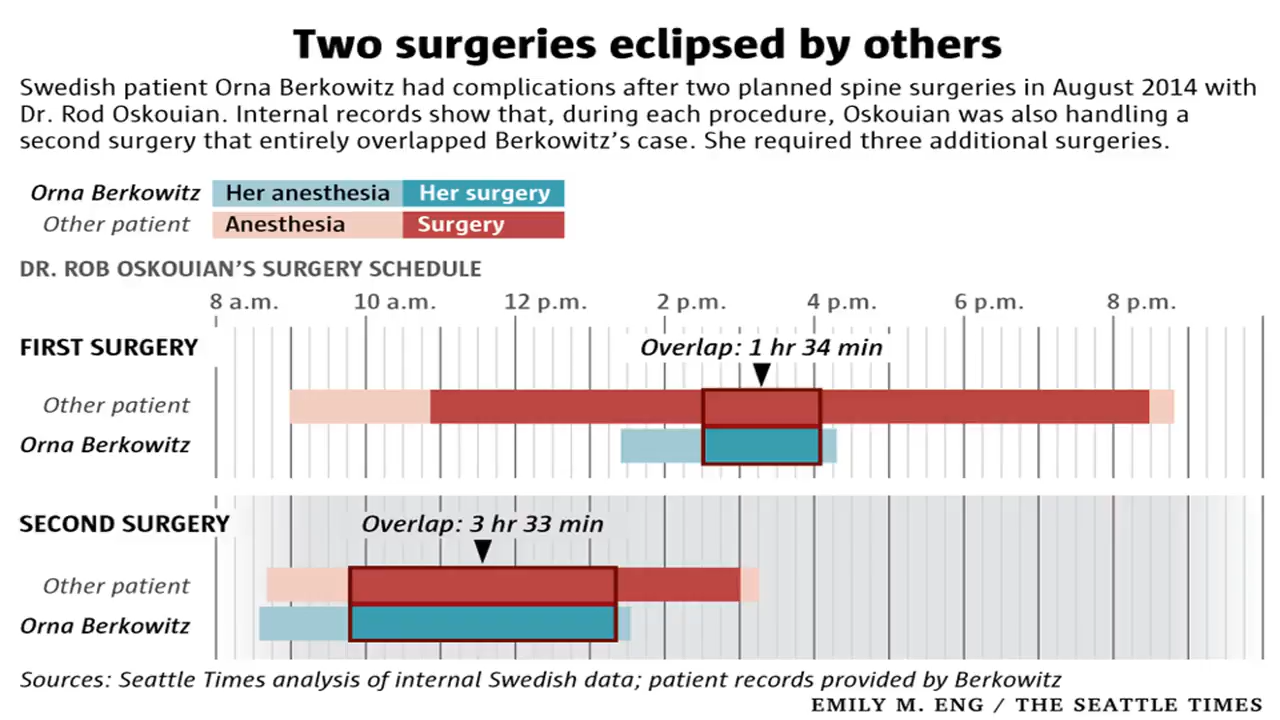 Two surgeries eclipsed by others
Swedish patient Orna Berkowitz had complications after two planned spine surgeries in August 2014 with
Dr. Rod Oskouian. Internal records show that, during each procedure, Oskouian was also handling a
second surgery that entirely overlapped Berkowitz's case. She required three additional surgeries.
Orna Berkowitz Her anesthesia Her surgery
Other patient Anesthesia Surgery
DR. ROB OSKOUIAN'S SURGERY SCHEDULE
8 a.m. 10 a.m. 12 p.m. 2 p.m. 4 p.m. 6 p.m. 8 p.m.
FIRST SURGERY Overlap: 1 hr 34 min
Other patient
Orna Berkowitz
SECOND SURGERY Overlap: 3 hr 33 min
Other patient
Orna Berkowitz
Sources: Seattle Times analysis of internal Swedish data; patient records provided by Berkowitz
EMILY M. ENG / THE SEATTLE TIMES